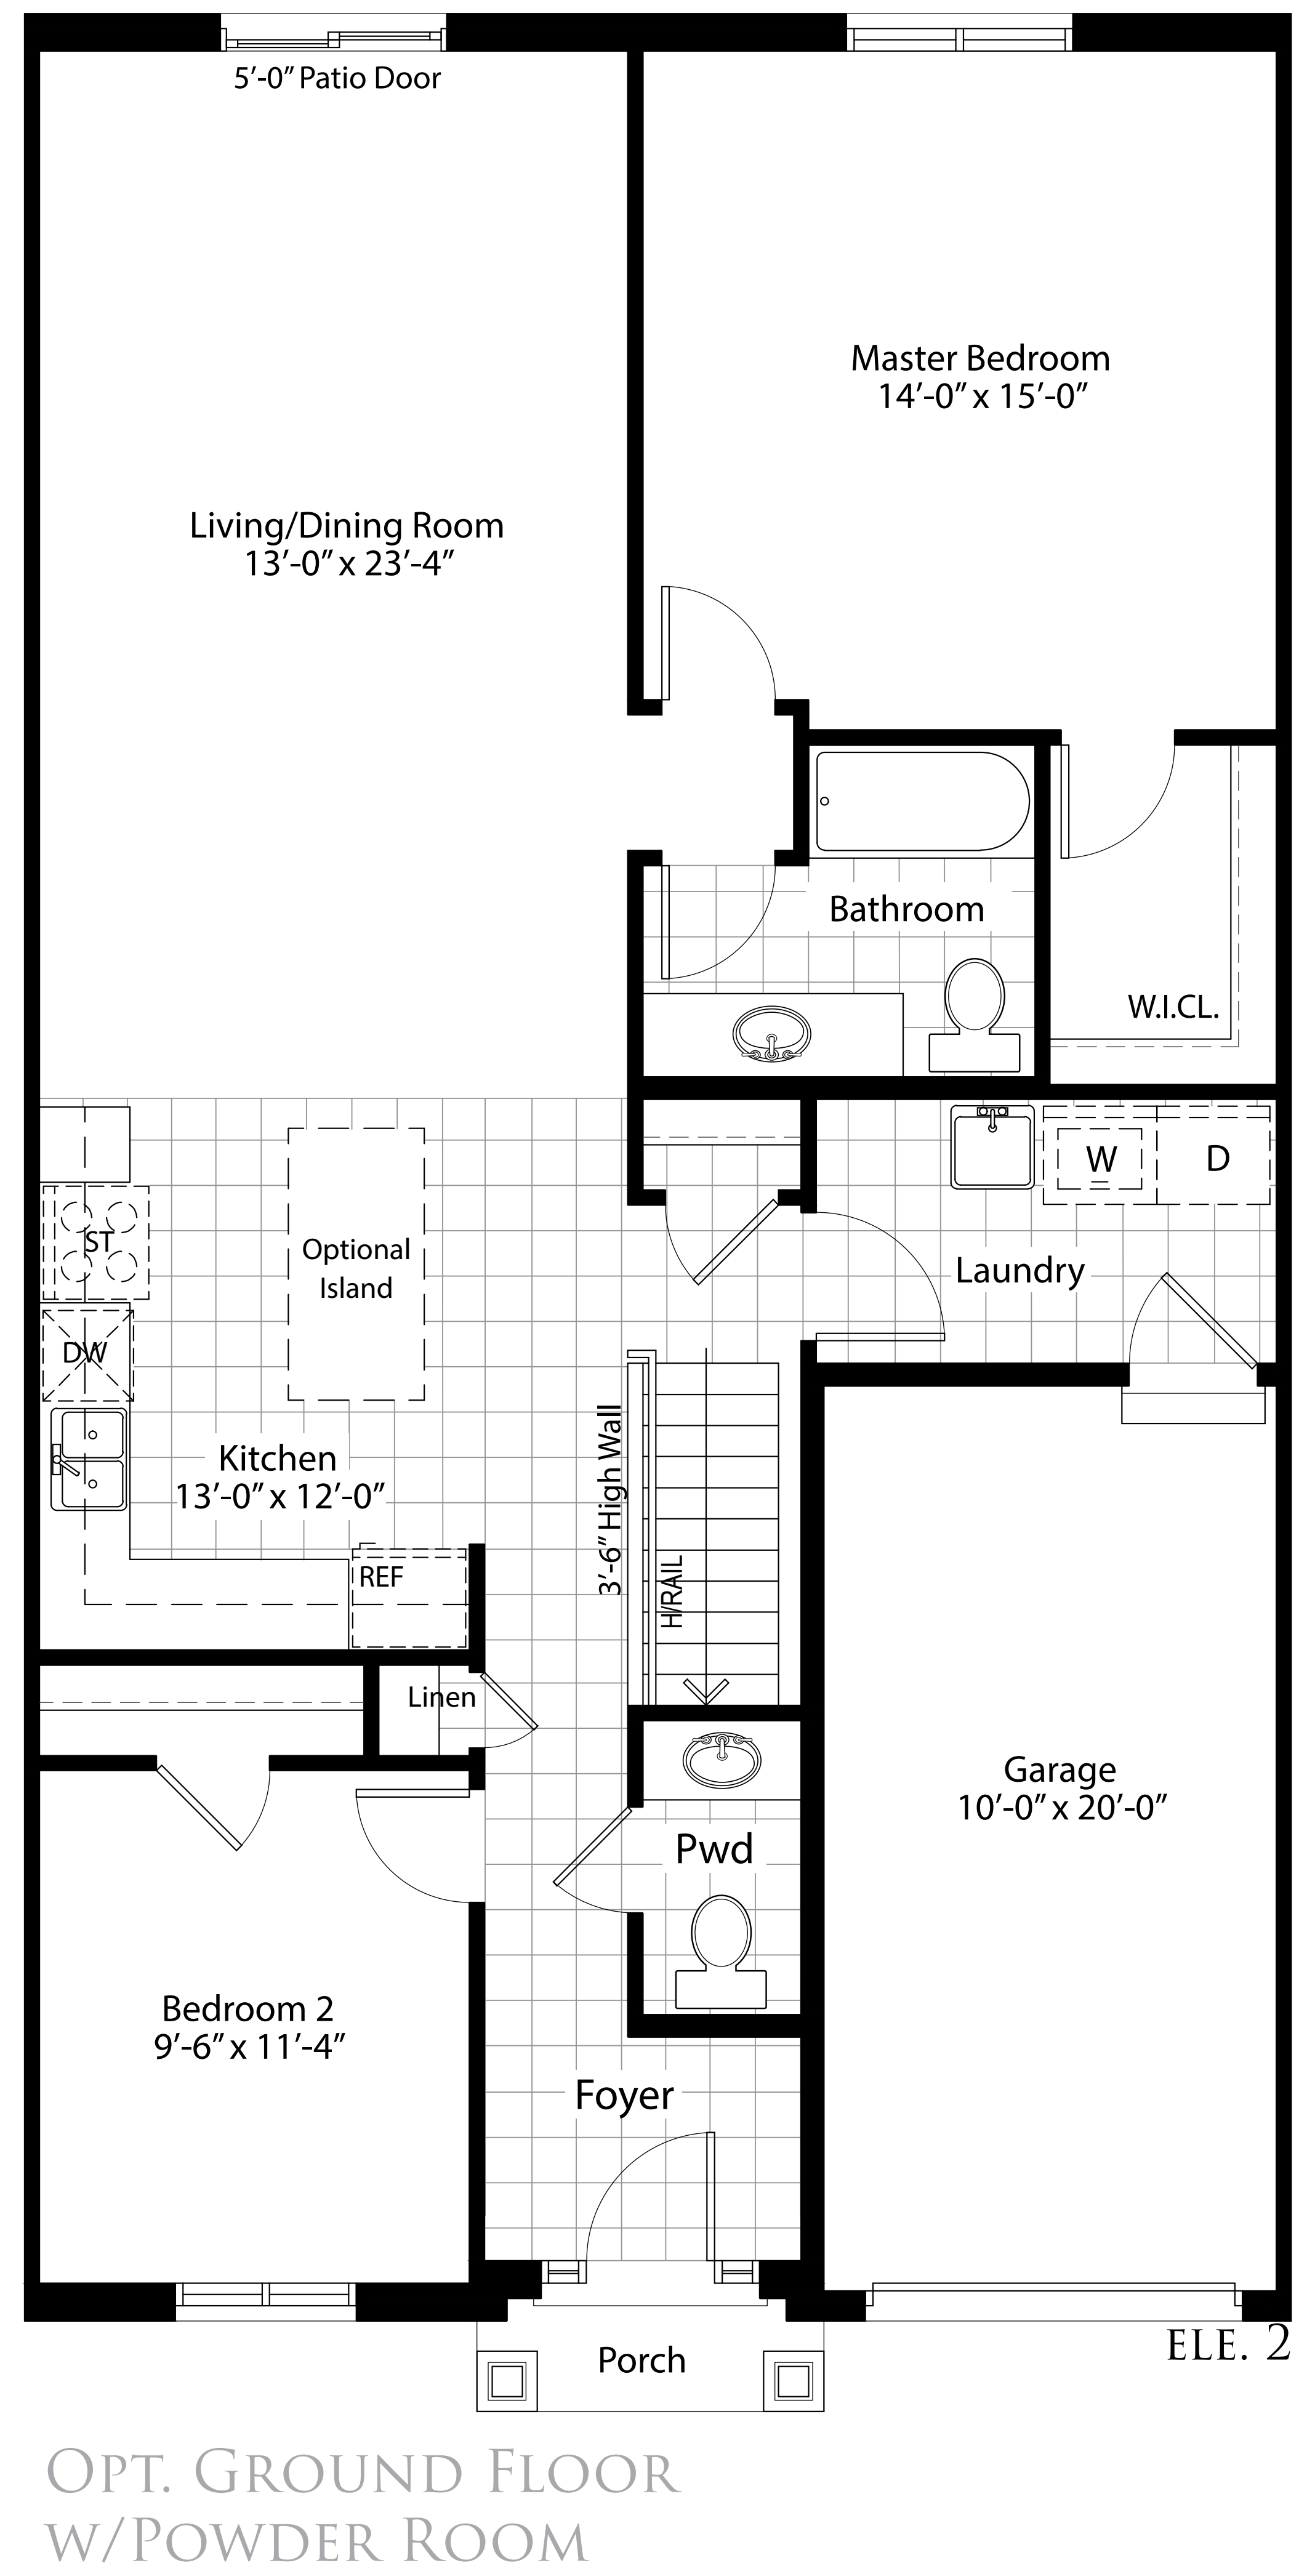 5’-0” Patio Door
Master Bedroom
14’-0” x 15’-0”
Living/Dining Room
13’-0” x 23’-4”
Bathroom
W.I.CL.
W
D
ST
Optional
Island
Laundry
DW
Kitchen
13’-0” x 12’-0”
3’-6” High Wall
H/RAIL
REF
Linen
Garage
10’-0” x 20’-0”
Pwd
Bedroom 2
9’-6” x 11’-4”
Foyer
ELE. 2
Porch
OPT. GROUND FLOOR
W/POWDER ROOM